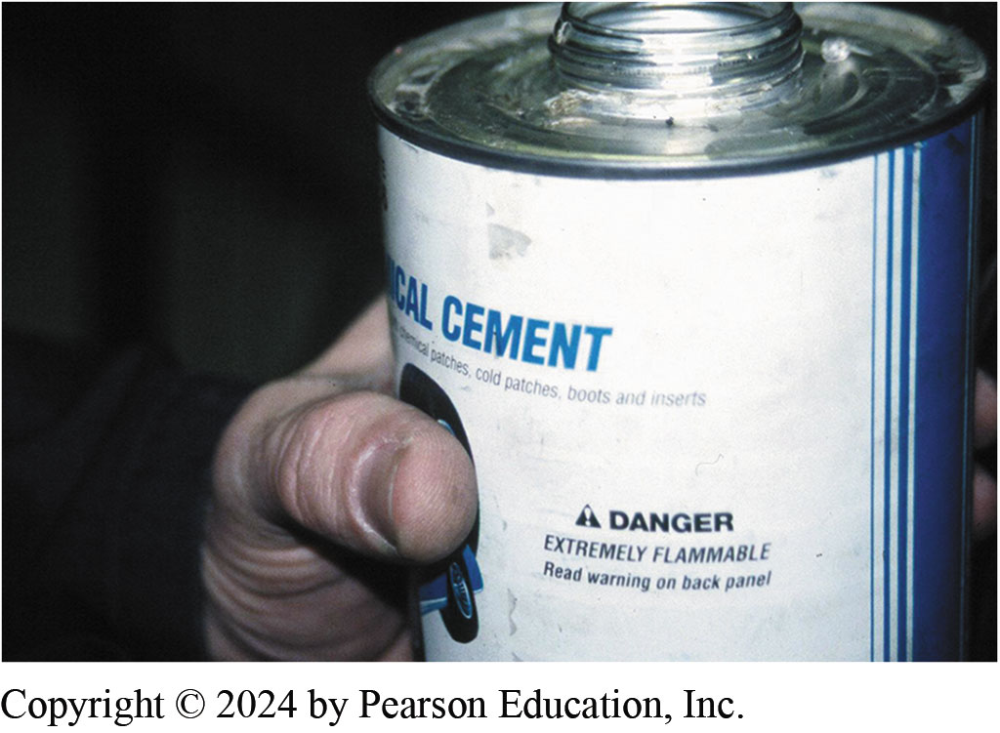 CAL CEMENT
chemical patches, cold patches, boots and inserts
DANGER
EXTREMELY FLAMMABLE
Read warning on back panel
Copyright © 2024 by Pearson Education, Inc.